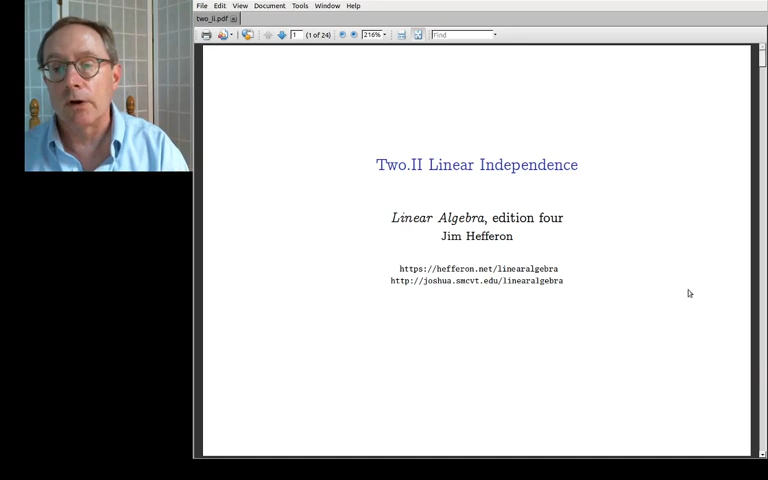 File Edit View Document Tools Window Help
two_ii.pdf
1 (1 of 24) 216% Find
Two.II Linear Independence
Linear Algebra, edition four
Jim Hefferon
https://hefferon.net/linearalgebra
http://joshua.smcvt.edu/linearalgebra